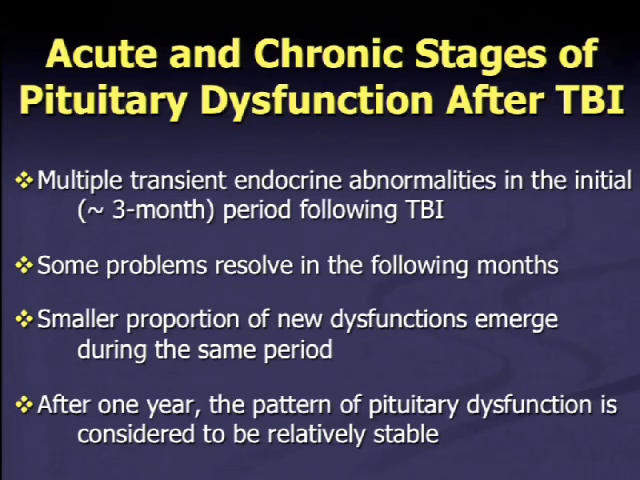 Acute and Chronic Stages of
Pituitary Dysfunction After TBI
❖Multiple transient endocrine abnormalities in the initial
(~ 3-month) period following TBI
❖Some problems resolve in the following months
❖Smaller proportion of new dysfunctions emerge
during the same period
❖After one year, the pattern of pituitary dysfunction is
considered to be relatively stable